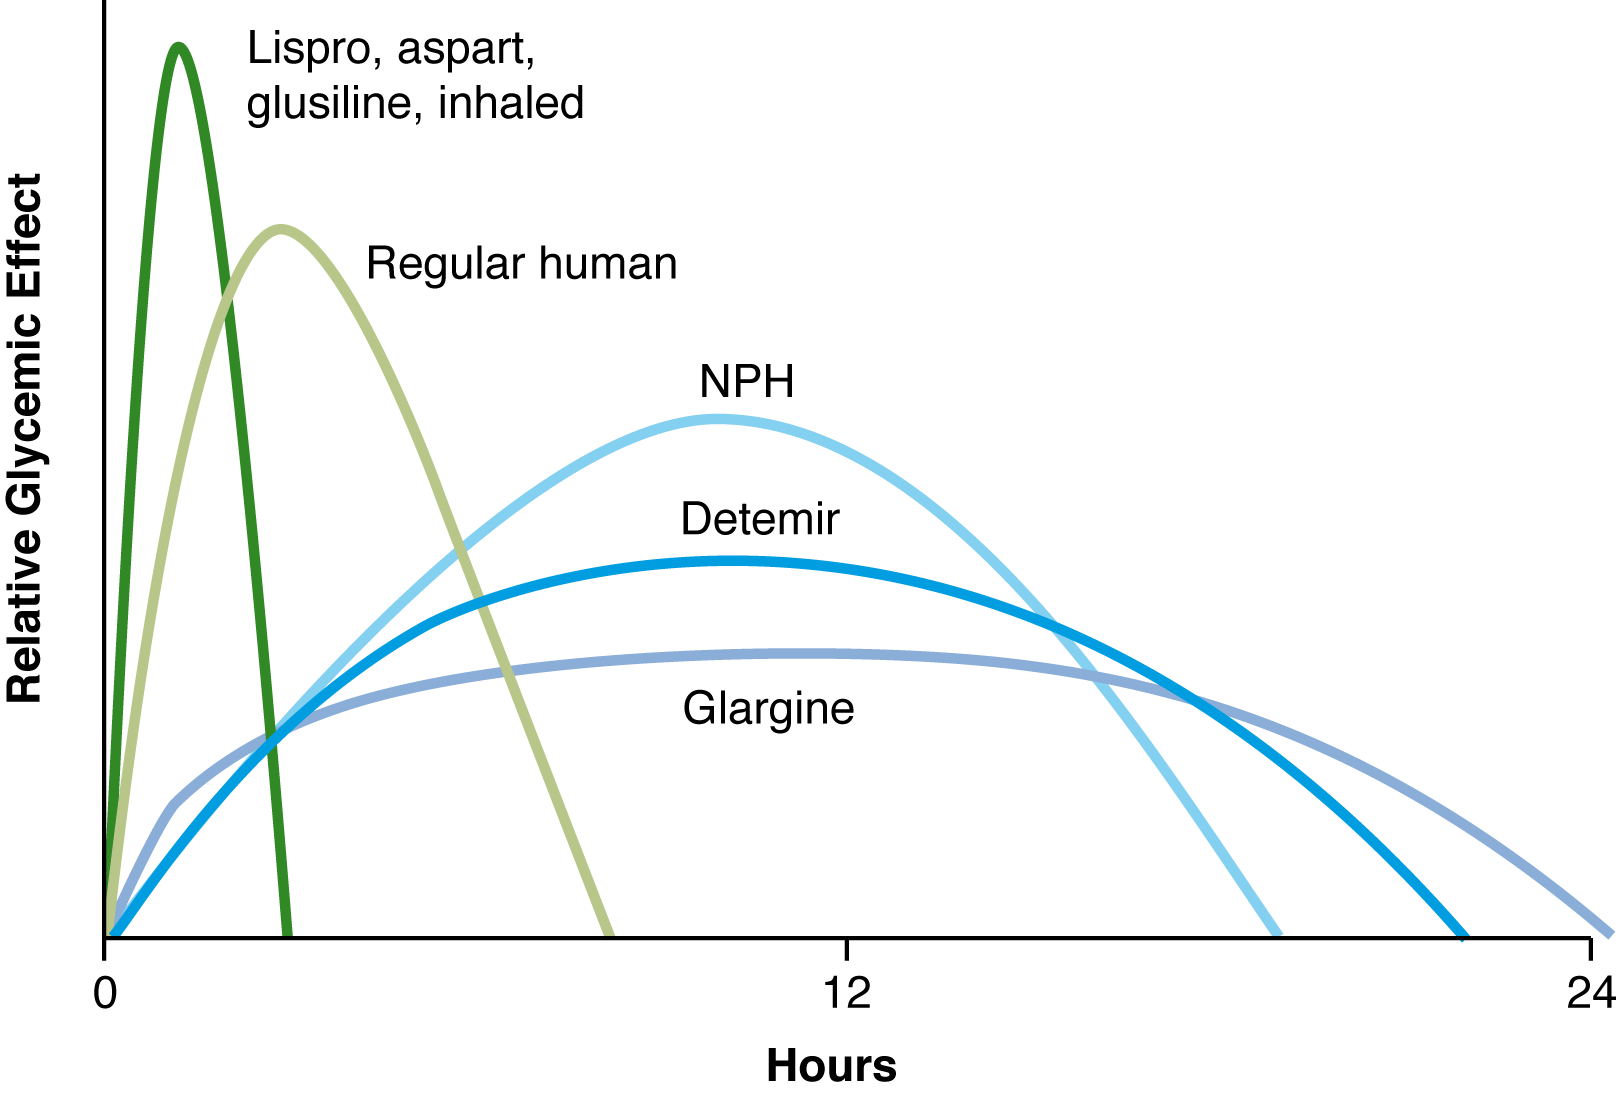 Lispro, aspart,
glusiline, inhaled
Regular human
NPH
Detemir
Glargine
Relative Glycemic Effect
0
12
24
Hours